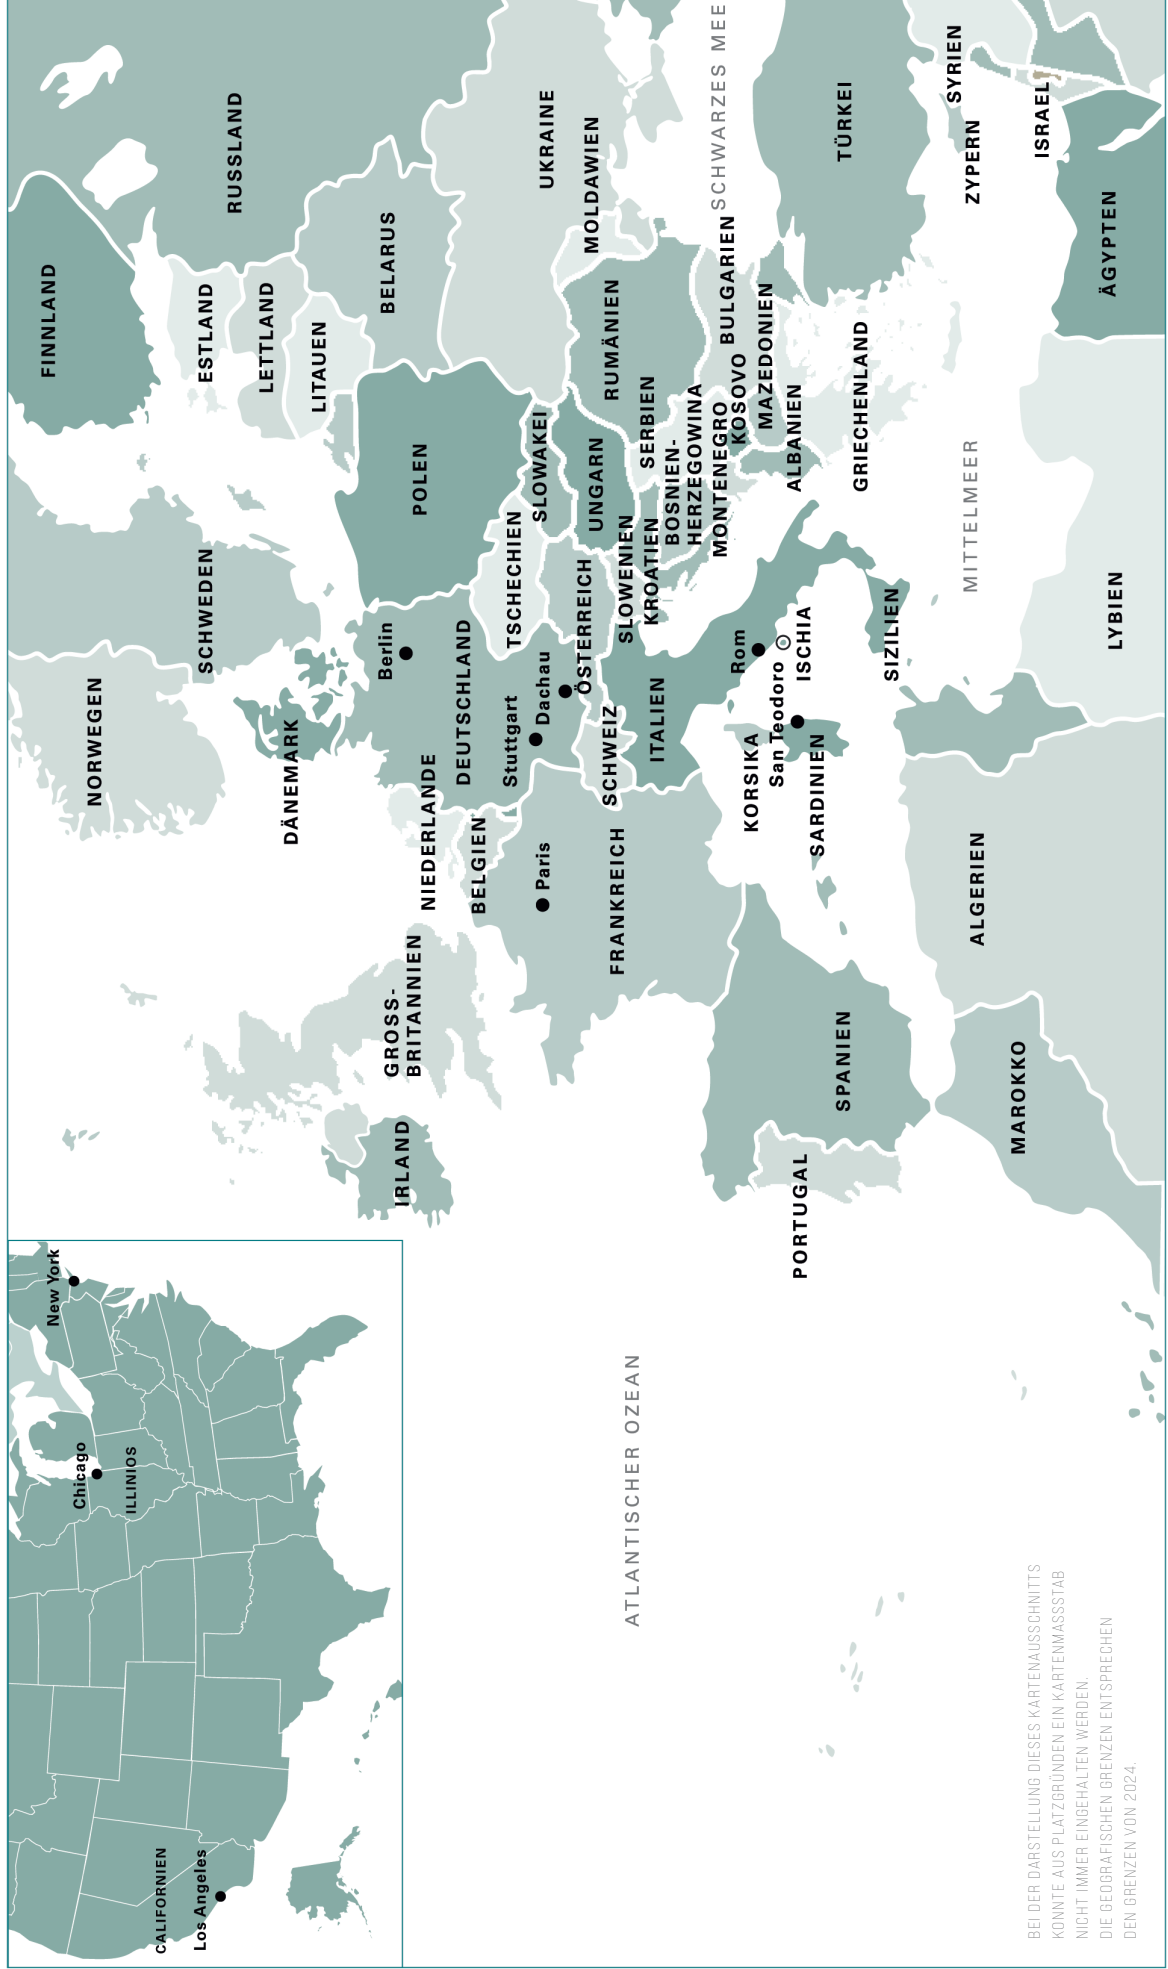 New York
Chicago
ILLINIOS
CALIFORNIEN
Los Angeles
NORWEGEN
SCHWEDEN
FINNLAND
RUSSLAND
ESTLAND
LETTLAND
LITAUEN
BELARUS
DÄNEMARK
IRLAND
GROSS-
BRITANNIEN
NIEDERLANDE
BELGIEN
Berlin
DEUTSCHLAND
POLEN
Stuttgart
Dachau
TSCHECHIEN
SLOWAKEI
UKRAINE
MOLDAWIEN
Paris
FRANKREICH
SCHWEIZ
ÖSTERREICH
UNGARN
RUMÄNIEN
SLOWENIEN
KROATIEN
SERBIEN
BOSNIEN-
HERZEGOWINA
MONTENEGRO
KOSOVO
BULGARIEN
MAZEDONIEN
ALBANIEN
GRIECHENLAND
SCHWARZES MEE
TÜRKEI
ITALIEN
Rom
KORSIKA
San Teodoro
ISCHIA
SARDINIEN
SIZILIEN
SPANIEN
PORTUGAL
ATLANTISCHER OZEAN
MITTELMEER
SYRIEN
ZYPERN
ISRAEL
ÄGYPTEN
LYBIEN
ALGERIEN
MAROKKO
BEI DER DARSTELLUNG DIESES KARTENAUSSCHNITTS
KONNTE AUS PLATZGRÜNDEN EIN KARTENMASSSTAB
NICHT IMMER EINGEHALTEN WERDEN.
DIE GEOGRAFISCHEN GRENZEN ENTSPRECHEN
DEN GRENZEN VON 2024.